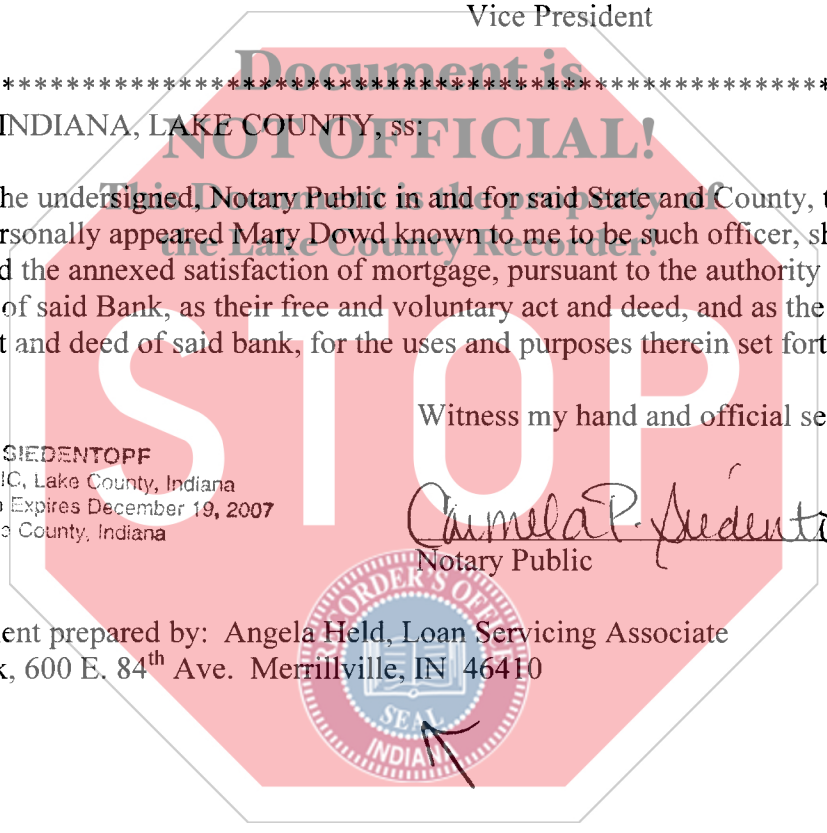 Vice President
Document is
**********************************************************
INDIANA, LAKE COUNTY, ss:
NOT OFFICIAL!
he undersigned, Notary Public in and for said State and County, t
This Document is the property of
rsonally appeared Mary Dowd known to me to be such officer, sh
the Lake County Recorder!
d the annexed satisfaction of mortgage, pursuant to the authority
of said Bank, as their free and voluntary act and deed, and as the
t and deed of said bank, for the uses and purposes therein set fort
STOP
Witness my hand and official se
SIEDENTOPF
IC, Lake County, Indiana
n Expires December 19, 2007
e County, Indiana
Carmela P. Siedento
Notary Public
RECORDER'S OFFICE
ent prepared by: Angela Held, Loan Servicing Associate
k, 600 E. 84th Ave. Merrillville, IN 46410
SEAL
INDIANA